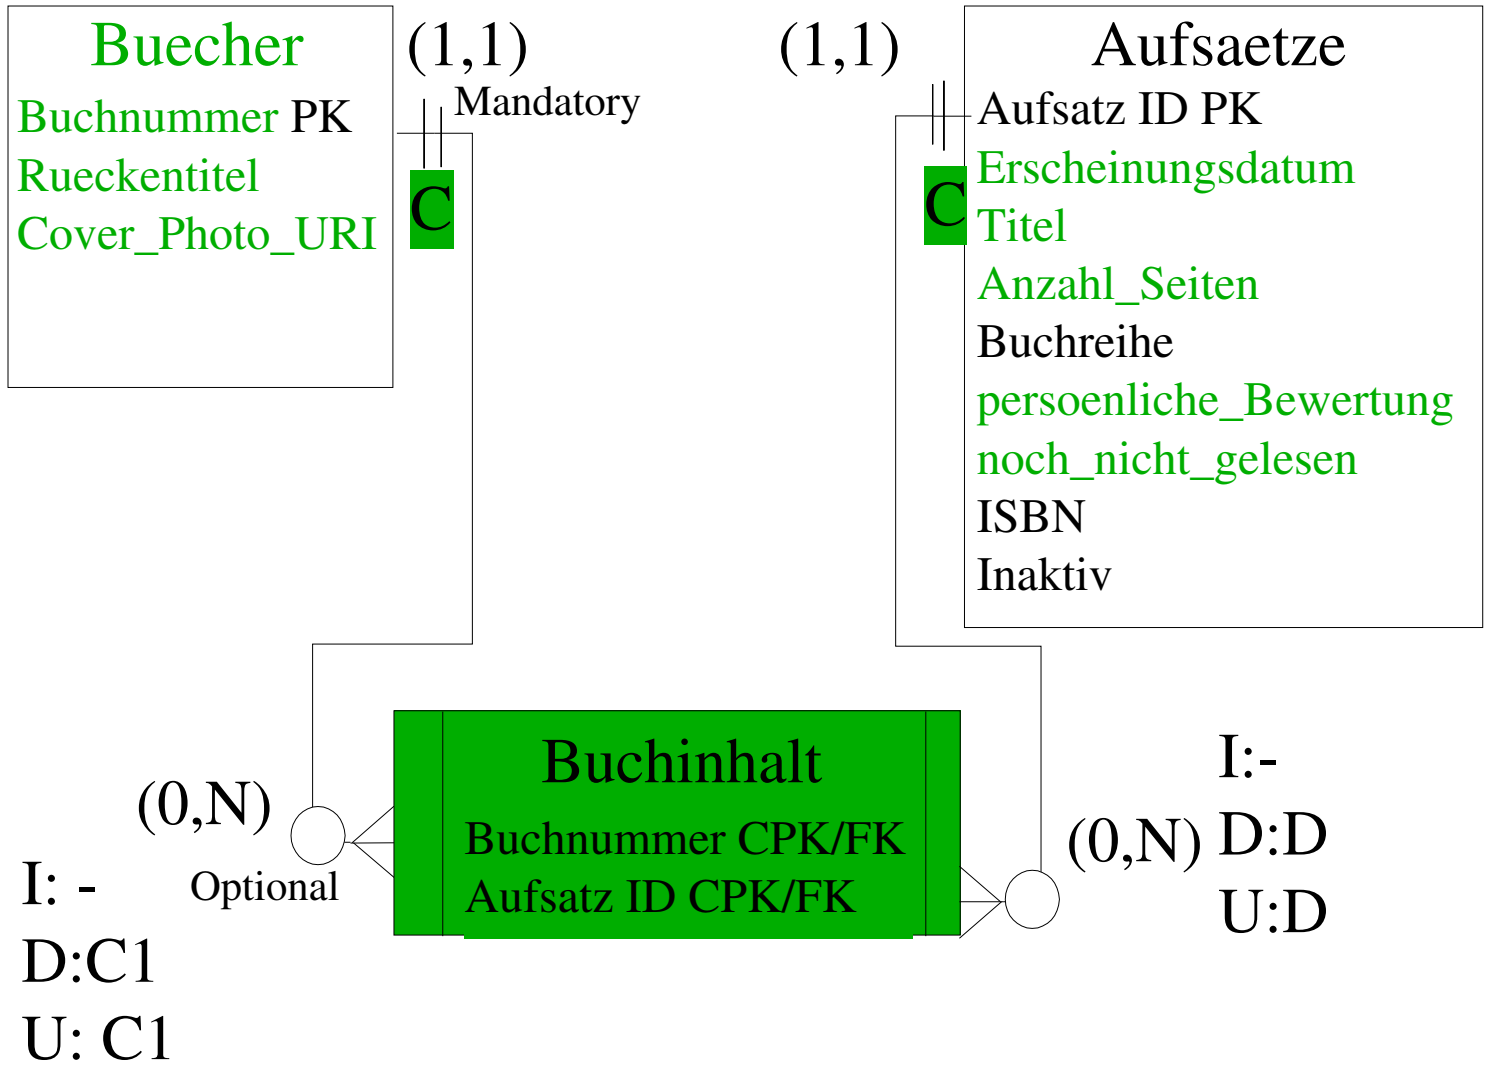 Buecher
Buchnummer PK
Rueckentitel
Cover_Photo_URI
(1,1)
Mandatory
C
(1,1)
C
Aufsaetze
Aufsatz ID PK
Erscheinungsdatum
Titel
Anzahl_Seiten
Buchreihe
persoenliche_Bewertung
noch_nicht_gelesen
ISBN
Inaktiv
(0,N)
Optional
I: -
D:C1
U: C1
Buchinhalt
Buchnummer CPK/FK
Aufsatz ID CPK/FK
(0,N)
I:-
D:D
U:D